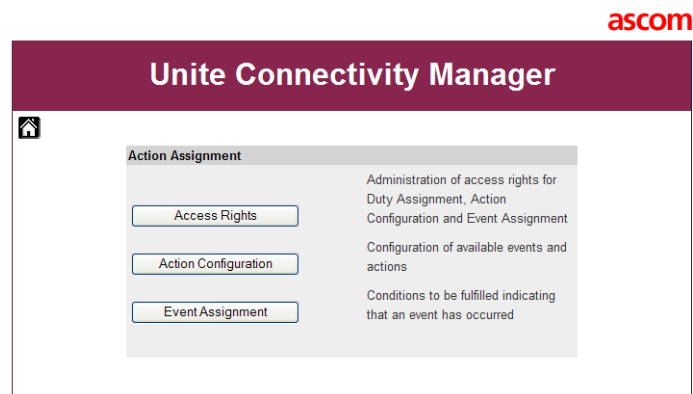 ascom
Unite Connectivity Manager
Action Assignment
Access Rights
Administration of access rights for
Duty Assignment, Action
Configuration and Event Assignment
Action Configuration
Configuration of available events and
actions
Event Assignment
Conditions to be fulfilled indicating
that an event has occurred